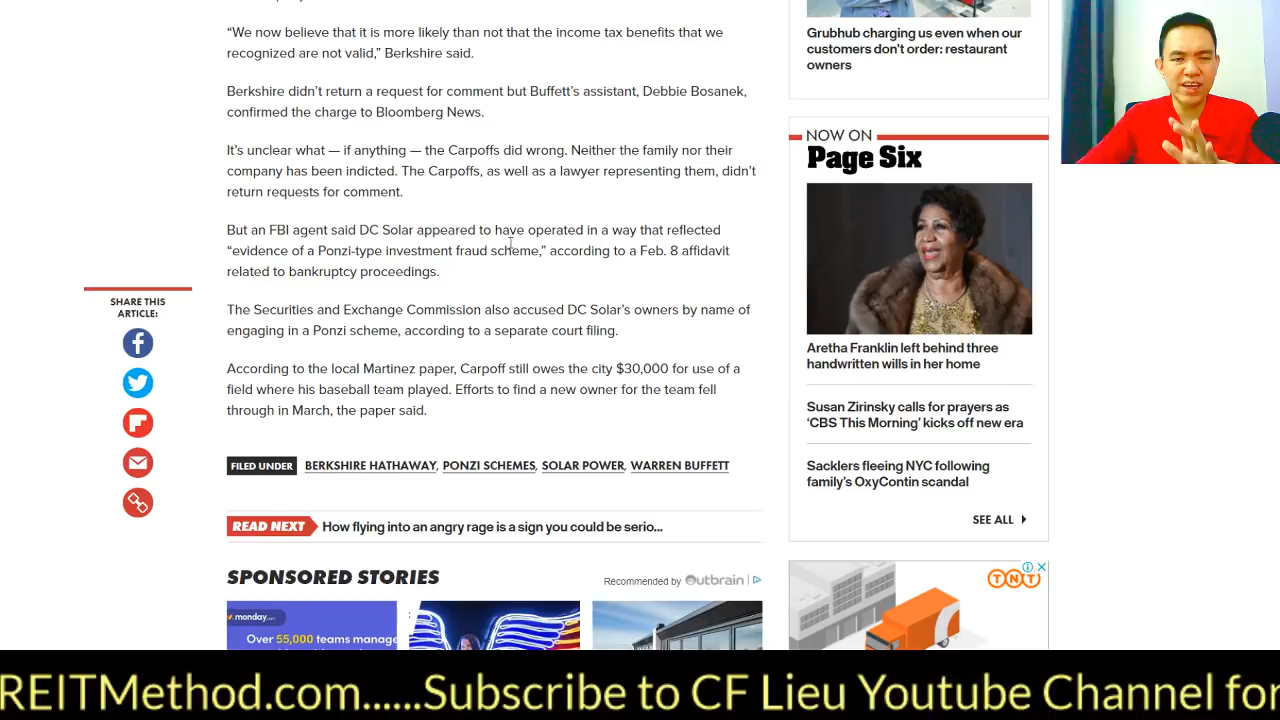 “We now believe that it is more likely than not that the income tax benefits that we
recognized are not valid,” Berkshire said.
Berkshire didn’t return a request for comment but Buffett’s assistant, Debbie Bosanek,
confirmed the charge to Bloomberg News.
It’s unclear what — if anything — the Carpoffs did wrong. Neither the family nor their
company has been indicted. The Carpoffs, as well as a lawyer representing them, didn’t
return requests for comment.
But an FBI agent said DC Solar appeared to have operated in a way that reflected
“evidence of a Ponzi-type investment fraud scheme,” according to a Feb. 8 affidavit
related to bankruptcy proceedings.
The Securities and Exchange Commission also accused DC Solar’s owners by name of
engaging in a Ponzi scheme, according to a separate court filing.
According to the local Martinez paper, Carpoff still owes the city $30,000 for use of a
field where his baseball team played. Efforts to find a new owner for the team fell
through in March, the paper said.
SHARE THIS
ARTICLE:
FILED UNDER BERKSHIRE HATHAWAY, PONZI SCHEMES, SOLAR POWER, WARREN BUFFETT
READ NEXT How flying into an angry rage is a sign you could be serio...
SPONSORED STORIES
Recommended by Outbrain
monday.com
Over 55,000 teams manage
Grubhub charging us even when our
customers don't order: restaurant
owners
NOW ON
Page Six
Aretha Franklin left behind three
handwritten wills in her home
Susan Zirinsky calls for prayers as
‘CBS This Morning’ kicks off new era
Sacklers fleeing NYC following
family’s OxyContin scandal
SEE ALL
TNT
REITMethod.com......Subscribe to CF Lieu Youtube Channel for